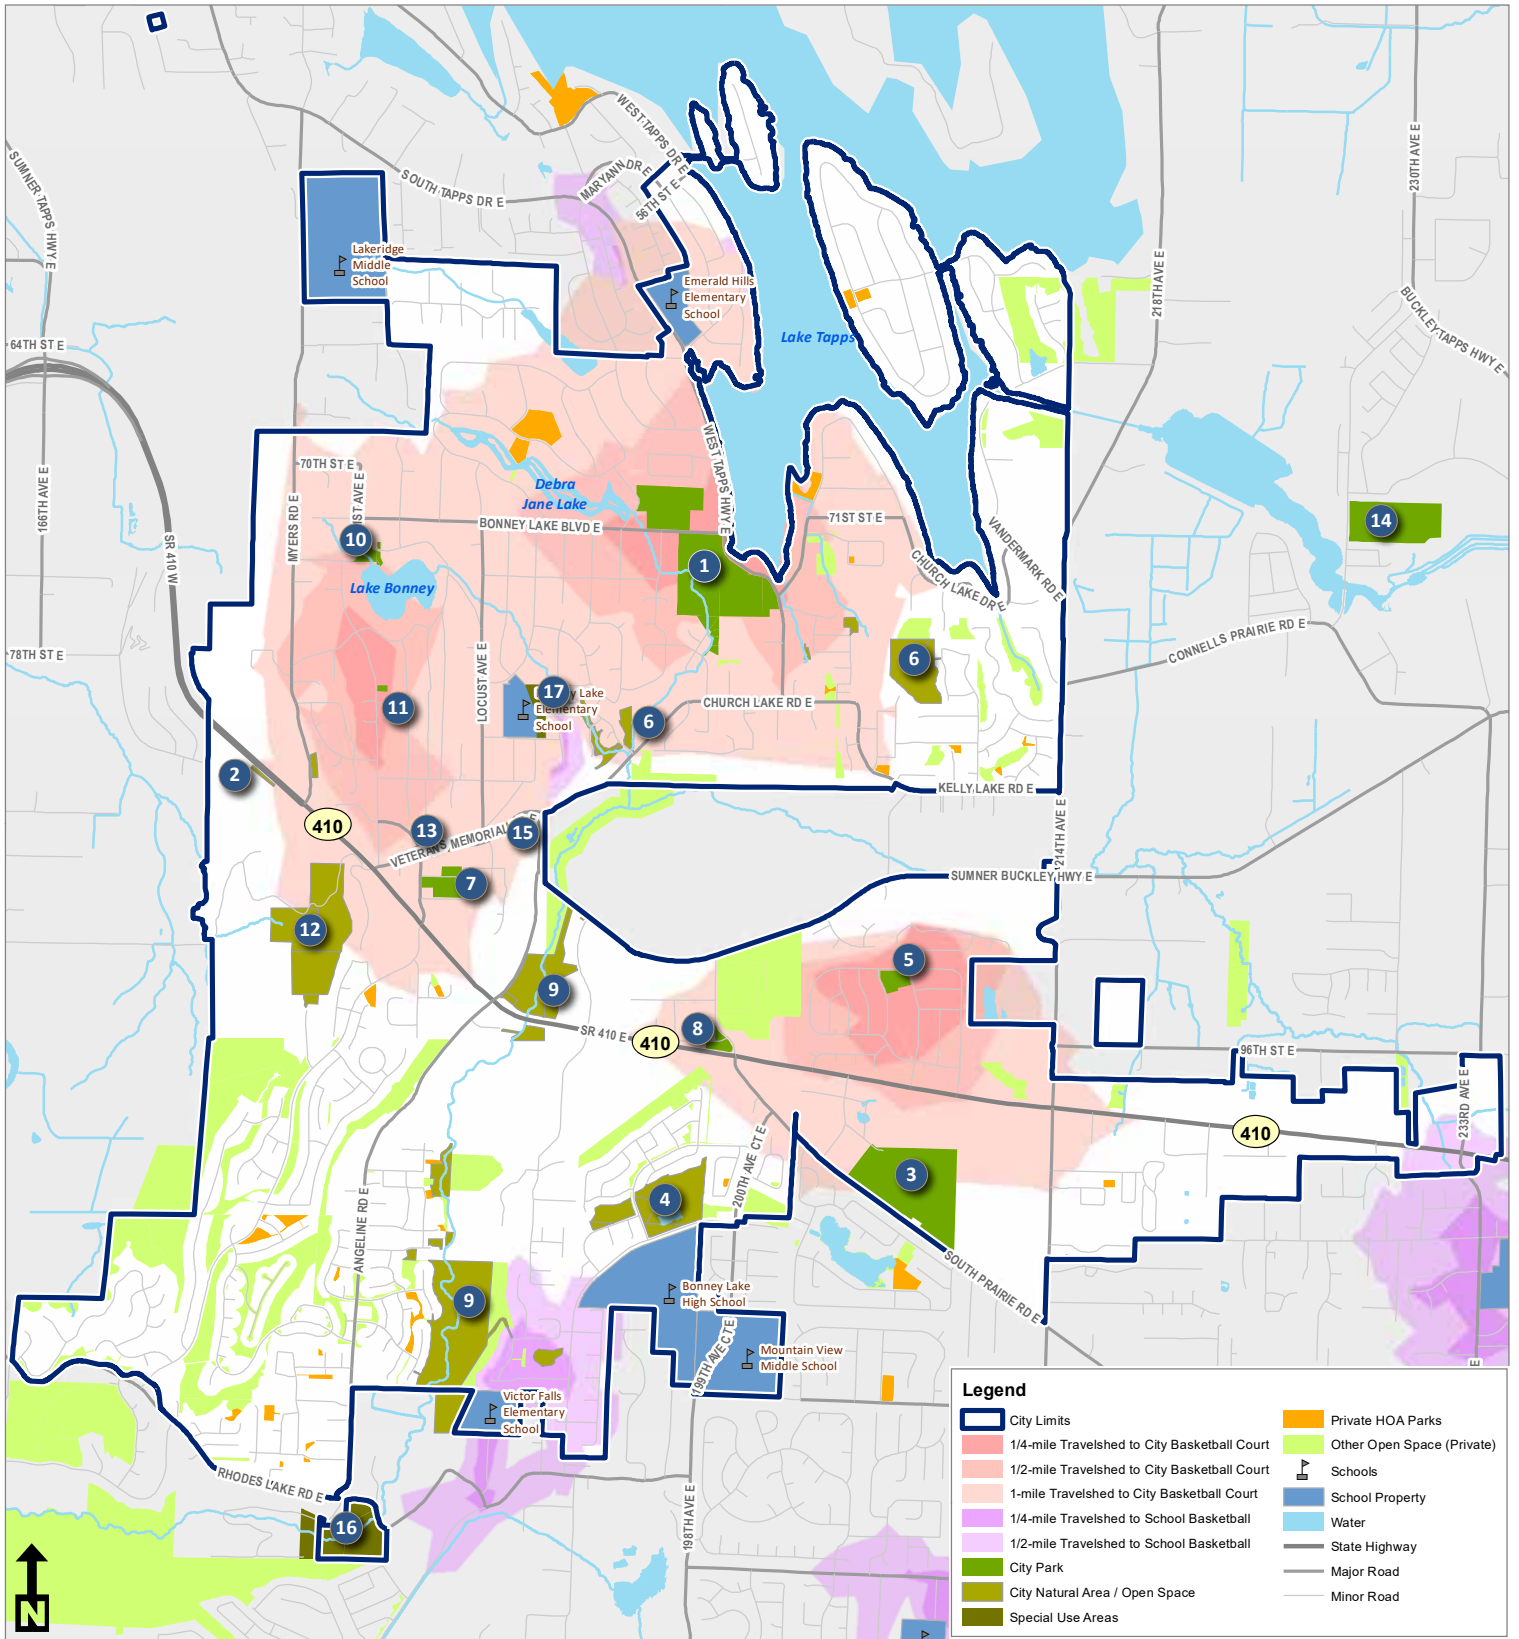 WEST TAPPS DR E
SUMNER TAPPS HWY E
SOUTH TAPPS DR E
MARYANN DR E
56TH ST E
230TH AVE E
218TH AVE E
BUCKLEY TAPPS HWY E
Lakeridge
Middle
School
Emerald Hills
Elementary
School
Lake Tapps
64TH ST E
WEST TAPPS HWY E
70TH ST E
166TH AVE E
SR 410 W
MYERS RD E
Debra
Jane Lake
BONNEY LAKE BLVD E
71ST ST E
VANDERMARK RD E
CHURCH LAKE DR E
14
10
1
Lake Bonney
78TH ST E
CONNELLS PRAIRIE RD E
6
LOCUST AVE E
17
Lake
Elementary
School
11
6
CHURCH LAKE RD E
2
KELLY LAKE RD E
410
13
VETERANS MEMORIAL
15
214TH AVE E
7
SUMNER BUCKLEY HWY E
12
5
9
SR 410 E
410
8
96TH ST E
233RD AVE E
410
200TH AVE CT E
3
4
ANGELINE RD E
SOUTH PRAIRIE RD E
Bonney Lake
High School
9
199TH AVE CT E
Mountain View
Middle School
Victor Falls
Elementary
School
RHODES LAKE RD E
198TH AVE E
16
N
E
Legend
City Limits
1/4-mile Travelshed to City Basketball Court
1/2-mile Travelshed to City Basketball Court
1-mile Travelshed to City Basketball Court
1/4-mile Travelshed to School Basketball
1/2-mile Travelshed to School Basketball
City Park
City Natural Area / Open Space
Special Use Areas
Private HOA Parks
Other Open Space (Private)
Schools
School Property
Water
State Highway
Major Road
Minor Road